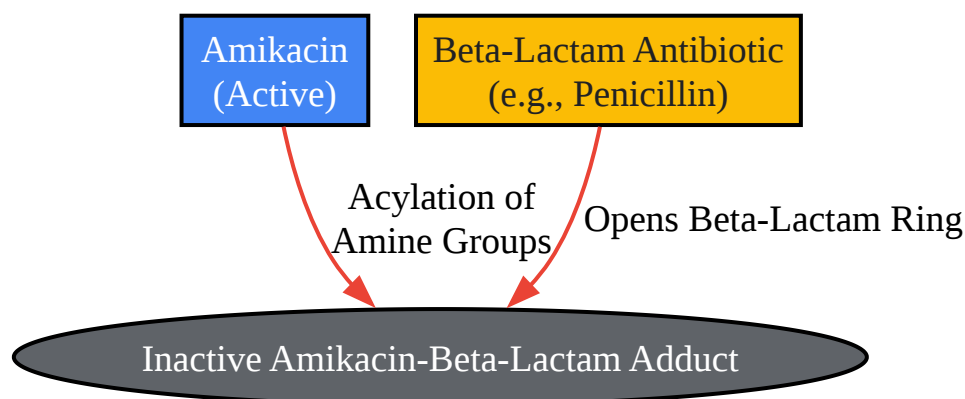 Amikacin
(Active)
Beta-Lactam Antibiotic
(e.g., Penicillin)
Acylation of
Amine Groups
Opens Beta-Lactam Ring
Inactive Amikacin-Beta-Lactam Adduct